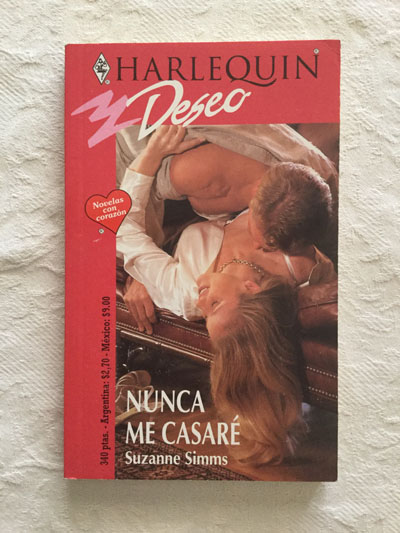 HARLEQUIN
Deseo
Novelas
con
corazón
340 ptas. - Argentina: $2,70 - México: $9.00
NUNCA
ME CASARÉ
Suzanne Simms